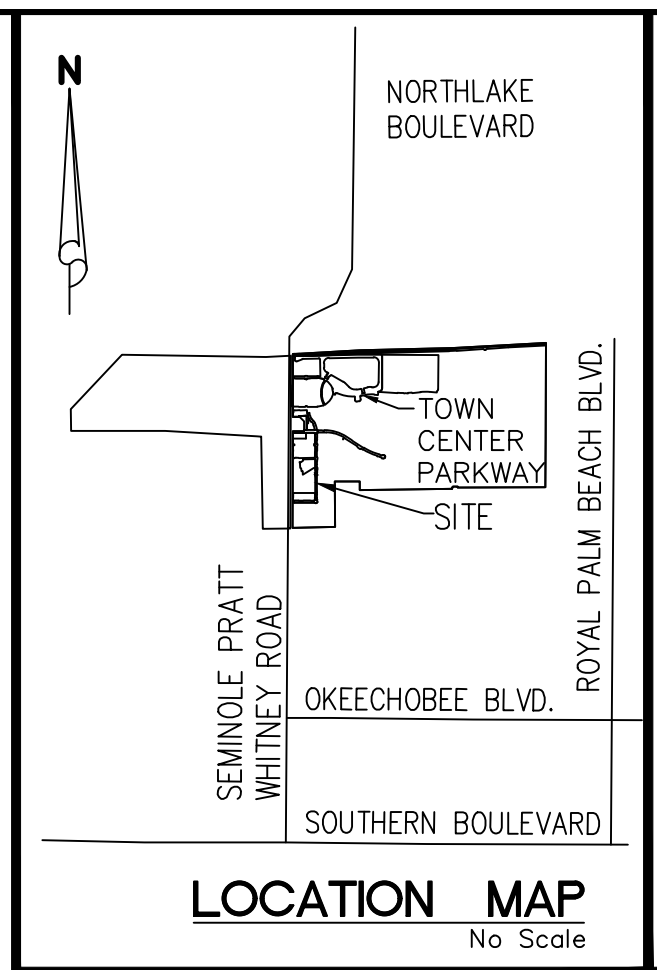 N
NORTHLAKE
BOULEVARD
TOWN
CENTER
PARKWAY
SITE
ROYAL PALM BEACH BLVD.
SEMINOLE PRATT
WHITNEY ROAD
OKEECHOBEE BLVD.
SOUTHERN BOULEVARD
LOCATION MAP
No Scale